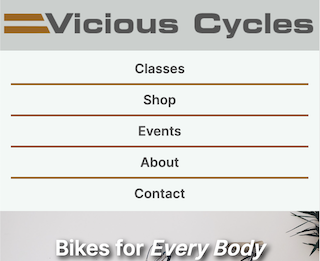 Vicious Cycles
Classes
Shop
Events
About
Contact
Bikes for Every Body